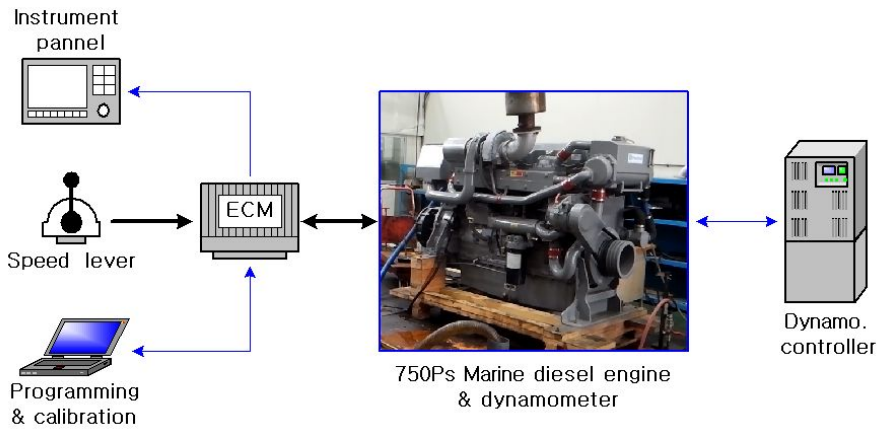 Instrument
pannel
ECM
Speed lever
Programming
& calibration
750Ps Marine diesel engine
& dynamometer
Dynamo.
controller